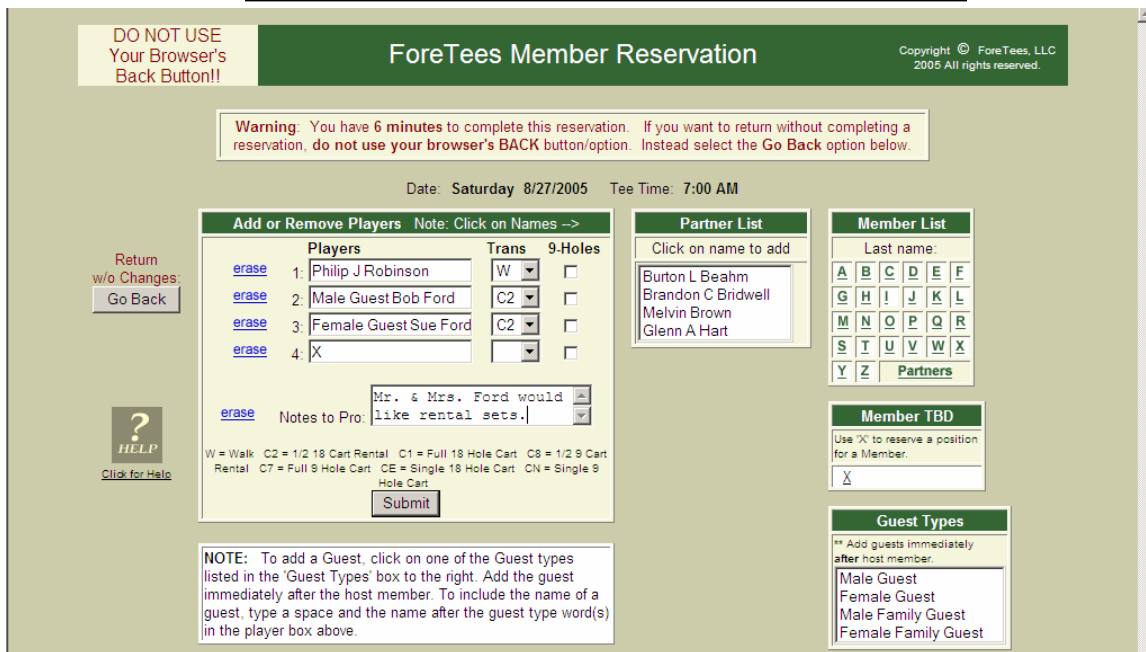 DO NOT USE
Your Browser's
Back Button!!
ForeTees Member Reservation
Copyright © ForeTees, LLC
2005 All rights reserved.
Warning: You have 6 minutes to complete this reservation. If you want to return without completing a
reservation, do not use your browser's BACK button/option. Instead select the Go Back option below.
Date: Saturday 8/27/2005 Tee Time: 7:00 AM
Return
w/o Changes:
Go Back
?
HELP
Click for Help
Add or Remove Players Note: Click on Names -->
Players Trans 9-Holes
erase 1: Philip J Robinson W
erase 2: Male Guest Bob Ford C2
erase 3: Female Guest Sue Ford C2
erase 4: X
erase Notes to Pro: Mr. & Mrs. Ford would
like rental sets.
W = Walk C2 = 1/2 18 Cart Rental C1 = Full 18 Hole Cart C8 = 1/2 9 Cart
Rental C7 = Full 9 Hole Cart CE = Single 18 Hole Cart CN = Single 9
Hole Cart
Submit
NOTE: To add a Guest, click on one of the Guest types
listed in the 'Guest Types' box to the right. Add the guest
immediately after the host member. To include the name of a
guest, type a space and the name after the guest type word(s)
in the player box above.
Partner List
Click on name to add
Burton L Beahm
Brandon C Bridwell
Melvin Brown
Glenn A Hart
Member List
Last name:
A B C D E F
G H I J K L
M N O P Q R
S T U V W X
Y Z Partners
Member TBD
Use 'X' to reserve a position
for a Member.
X
Guest Types
** Add guests immediately
after host member.
Male Guest
Female Guest
Male Family Guest
Female Family Guest